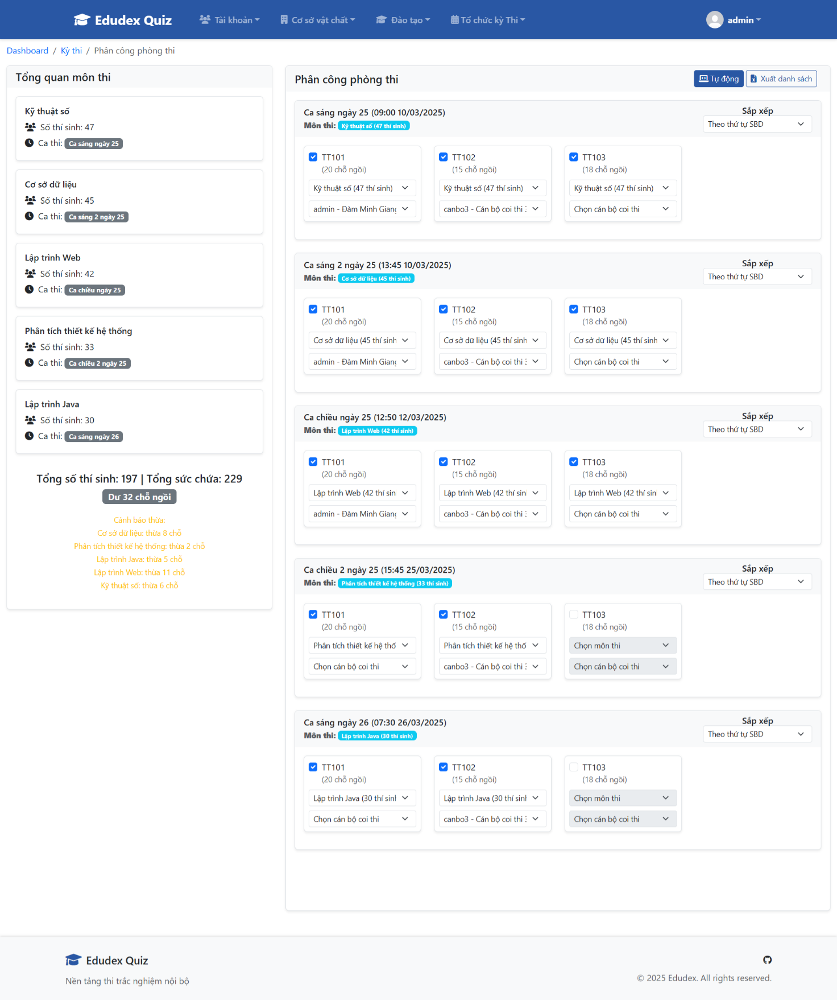 Edudex Quiz
Tài khoản
Cơ sở vật chất
Đào tạo
Tổ chức kỳ Thi
admin
Dashboard / Kỳ thi / Phân công phòng thi
Tổng quan môn thi
Kỹ thuật số
Số thí sinh: 47
Ca thi: Ca sáng ngày 25
Cơ sở dữ liệu
Số thí sinh: 45
Ca thi: Ca sáng 2 ngày 25
Lập trình Web
Số thí sinh: 42
Ca thi: Ca chiều ngày 25
Phân tích thiết kế hệ thống
Số thí sinh: 33
Ca thi: Ca chiều 2 ngày 25
Lập trình Java
Số thí sinh: 30
Ca thi: Ca sáng ngày 26
Tổng số thí sinh: 197 | Tổng sức chứa: 229
Dư 32 chỗ ngồi
Cảnh báo thừa:
Cơ sở dữ liệu: thừa 8 chỗ
Phân tích thiết kế hệ thống: thừa 2 chỗ
Lập trình Java: thừa 5 chỗ
Lập trình Web: thừa 11 chỗ
Kỹ thuật số: thừa 6 chỗ
Phân công phòng thi
Tự động
Xuất danh sách
Ca sáng ngày 25 (09:00 10/03/2025)
Môn thi: Kỹ thuật số (47 thí sinh)
Sắp xếp
Theo thứ tự SBD
TT101
(20 chỗ ngồi)
Kỹ thuật số (47 thí sinh)
admin - Đàm Minh Giang
TT102
(15 chỗ ngồi)
Kỹ thuật số (47 thí sinh)
canbo3 - Cán bộ coi thi 3
TT103
(18 chỗ ngồi)
Kỹ thuật số (47 thí sinh)
Chọn cán bộ coi thi
Ca sáng 2 ngày 25 (13:45 10/03/2025)
Môn thi: Cơ sở dữ liệu (45 thí sinh)
Sắp xếp
Theo thứ tự SBD
TT101
(20 chỗ ngồi)
Cơ sở dữ liệu (45 thí sinh
admin - Đàm Minh Giang
TT102
(15 chỗ ngồi)
Cơ sở dữ liệu (45 thí sinh
canbo3 - Cán bộ coi thi 3
TT103
(18 chỗ ngồi)
Cơ sở dữ liệu (45 thí sinh
Chọn cán bộ coi thi
Ca chiều ngày 25 (12:50 12/03/2025)
Môn thi: Lập trình Web (42 thí sinh)
Sắp xếp
Theo thứ tự SBD
TT101
(20 chỗ ngồi)
Lập trình Web (42 thí sin
admin - Đàm Minh Giang
TT102
(15 chỗ ngồi)
Lập trình Web (42 thí sin
canbo3 - Cán bộ coi thi 3
TT103
(18 chỗ ngồi)
Lập trình Web (42 thí sin
Chọn cán bộ coi thi
Ca chiều 2 ngày 25 (15:45 25/03/2025)
Môn thi: Phân tích thiết kế hệ thống (33 thí sinh)
Sắp xếp
Theo thứ tự SBD
TT101
(20 chỗ ngồi)
Phân tích thiết kế hệ thố
Chọn cán bộ coi thi
TT102
(15 chỗ ngồi)
Phân tích thiết kế hệ thố
canbo3 - Cán bộ coi thi 3
TT103
(18 chỗ ngồi)
Chọn môn thi
Chọn cán bộ coi thi
Ca sáng ngày 26 (07:30 26/03/2025)
Môn thi: Lập trình Java (30 thí sinh)
Sắp xếp
Theo thứ tự SBD
TT101
(20 chỗ ngồi)
Lập trình Java (30 thí sinh
Chọn cán bộ coi thi
TT102
(15 chỗ ngồi)
Lập trình Java (30 thí sinh
canbo3 - Cán bộ coi thi 3
TT103
(18 chỗ ngồi)
Chọn môn thi
Chọn cán bộ coi thi
Edudex Quiz
Nền tảng thi trắc nghiệm nội bộ
© 2025 Edudex. All rights reserved.